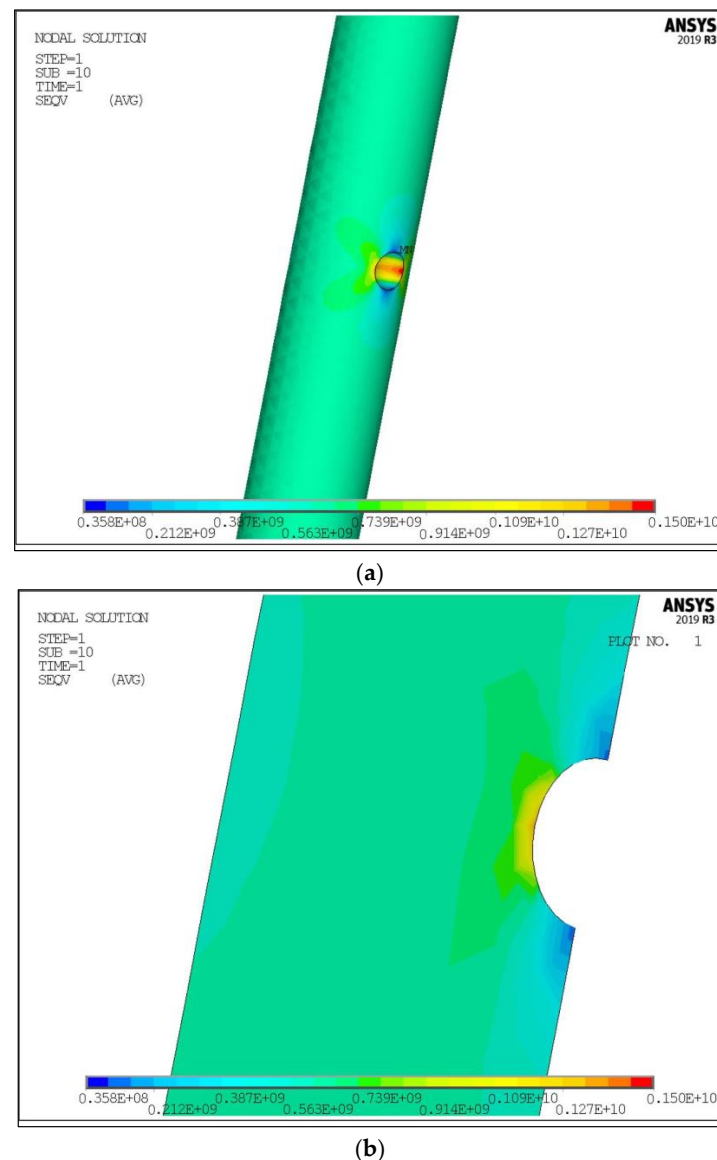 NODAL SOLUTION
STEP=1
SUB =10
TIME=1
SEQV (AVG)
ANSYS
2019 R3
MN
0.358E+08 0.387E+09 0.739E+09 0.109E+10 0.150E+10
0.212E+09 0.563E+09 0.914E+09 0.127E+10
(a)
NODAL SOLUTION
STEP=1
SUB =10
TIME=1
SEQV (AVG)
ANSYS
2019 R3
PLOT NO. 1
0.358E+08 0.387E+09 0.739E+09 0.109E+10 0.150E+10
0.212E+09 0.563E+09 0.914E+09 0.127E+10
(b)